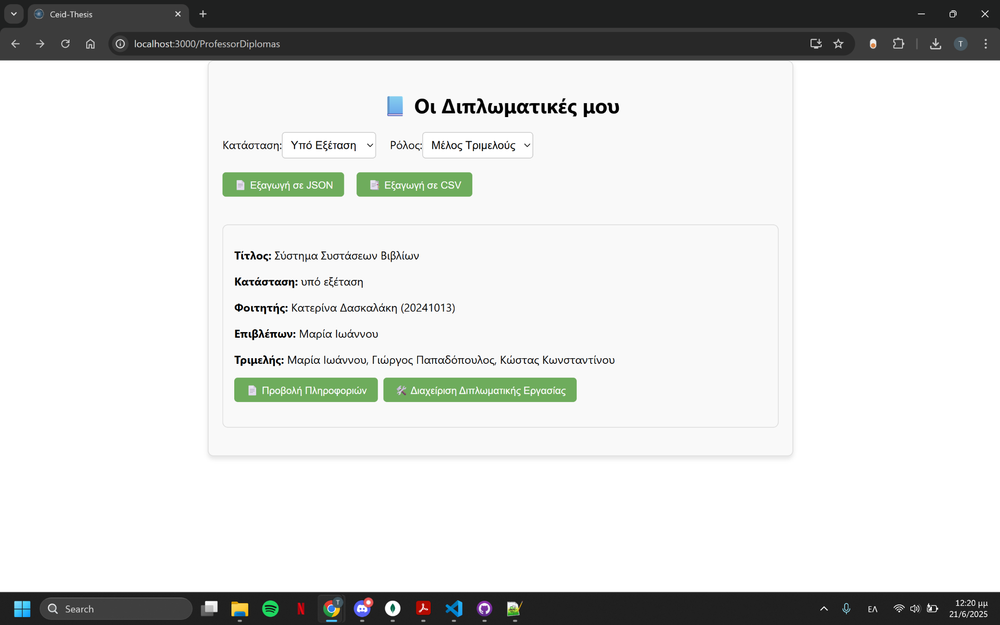 Ceid-Thesis
localhost:3000/ProfessorDiplomas
T
Οι Διπλωματικές μου
Κατάσταση: Υπό Εξέταση Ρόλος: Μέλος Τριμελούς
Εξαγωγή σε JSON Εξαγωγή σε CSV
Τίτλος: Σύστημα Συστάσεων Βιβλίων
Κατάσταση: υπό εξέταση
Φοιτητής: Κατερίνα Δασκαλάκη (20241013)
Επιβλέπων: Μαρία Ιωάννου
Τριμελής: Μαρία Ιωάννου, Γιώργος Παπαδόπουλος, Κώστας Κωνσταντίνου
Προβολή Πληροφοριών Διαχείριση Διπλωματικής Εργασίας
Search
N
T
ΕΛ
12:20 μμ
21/6/2025